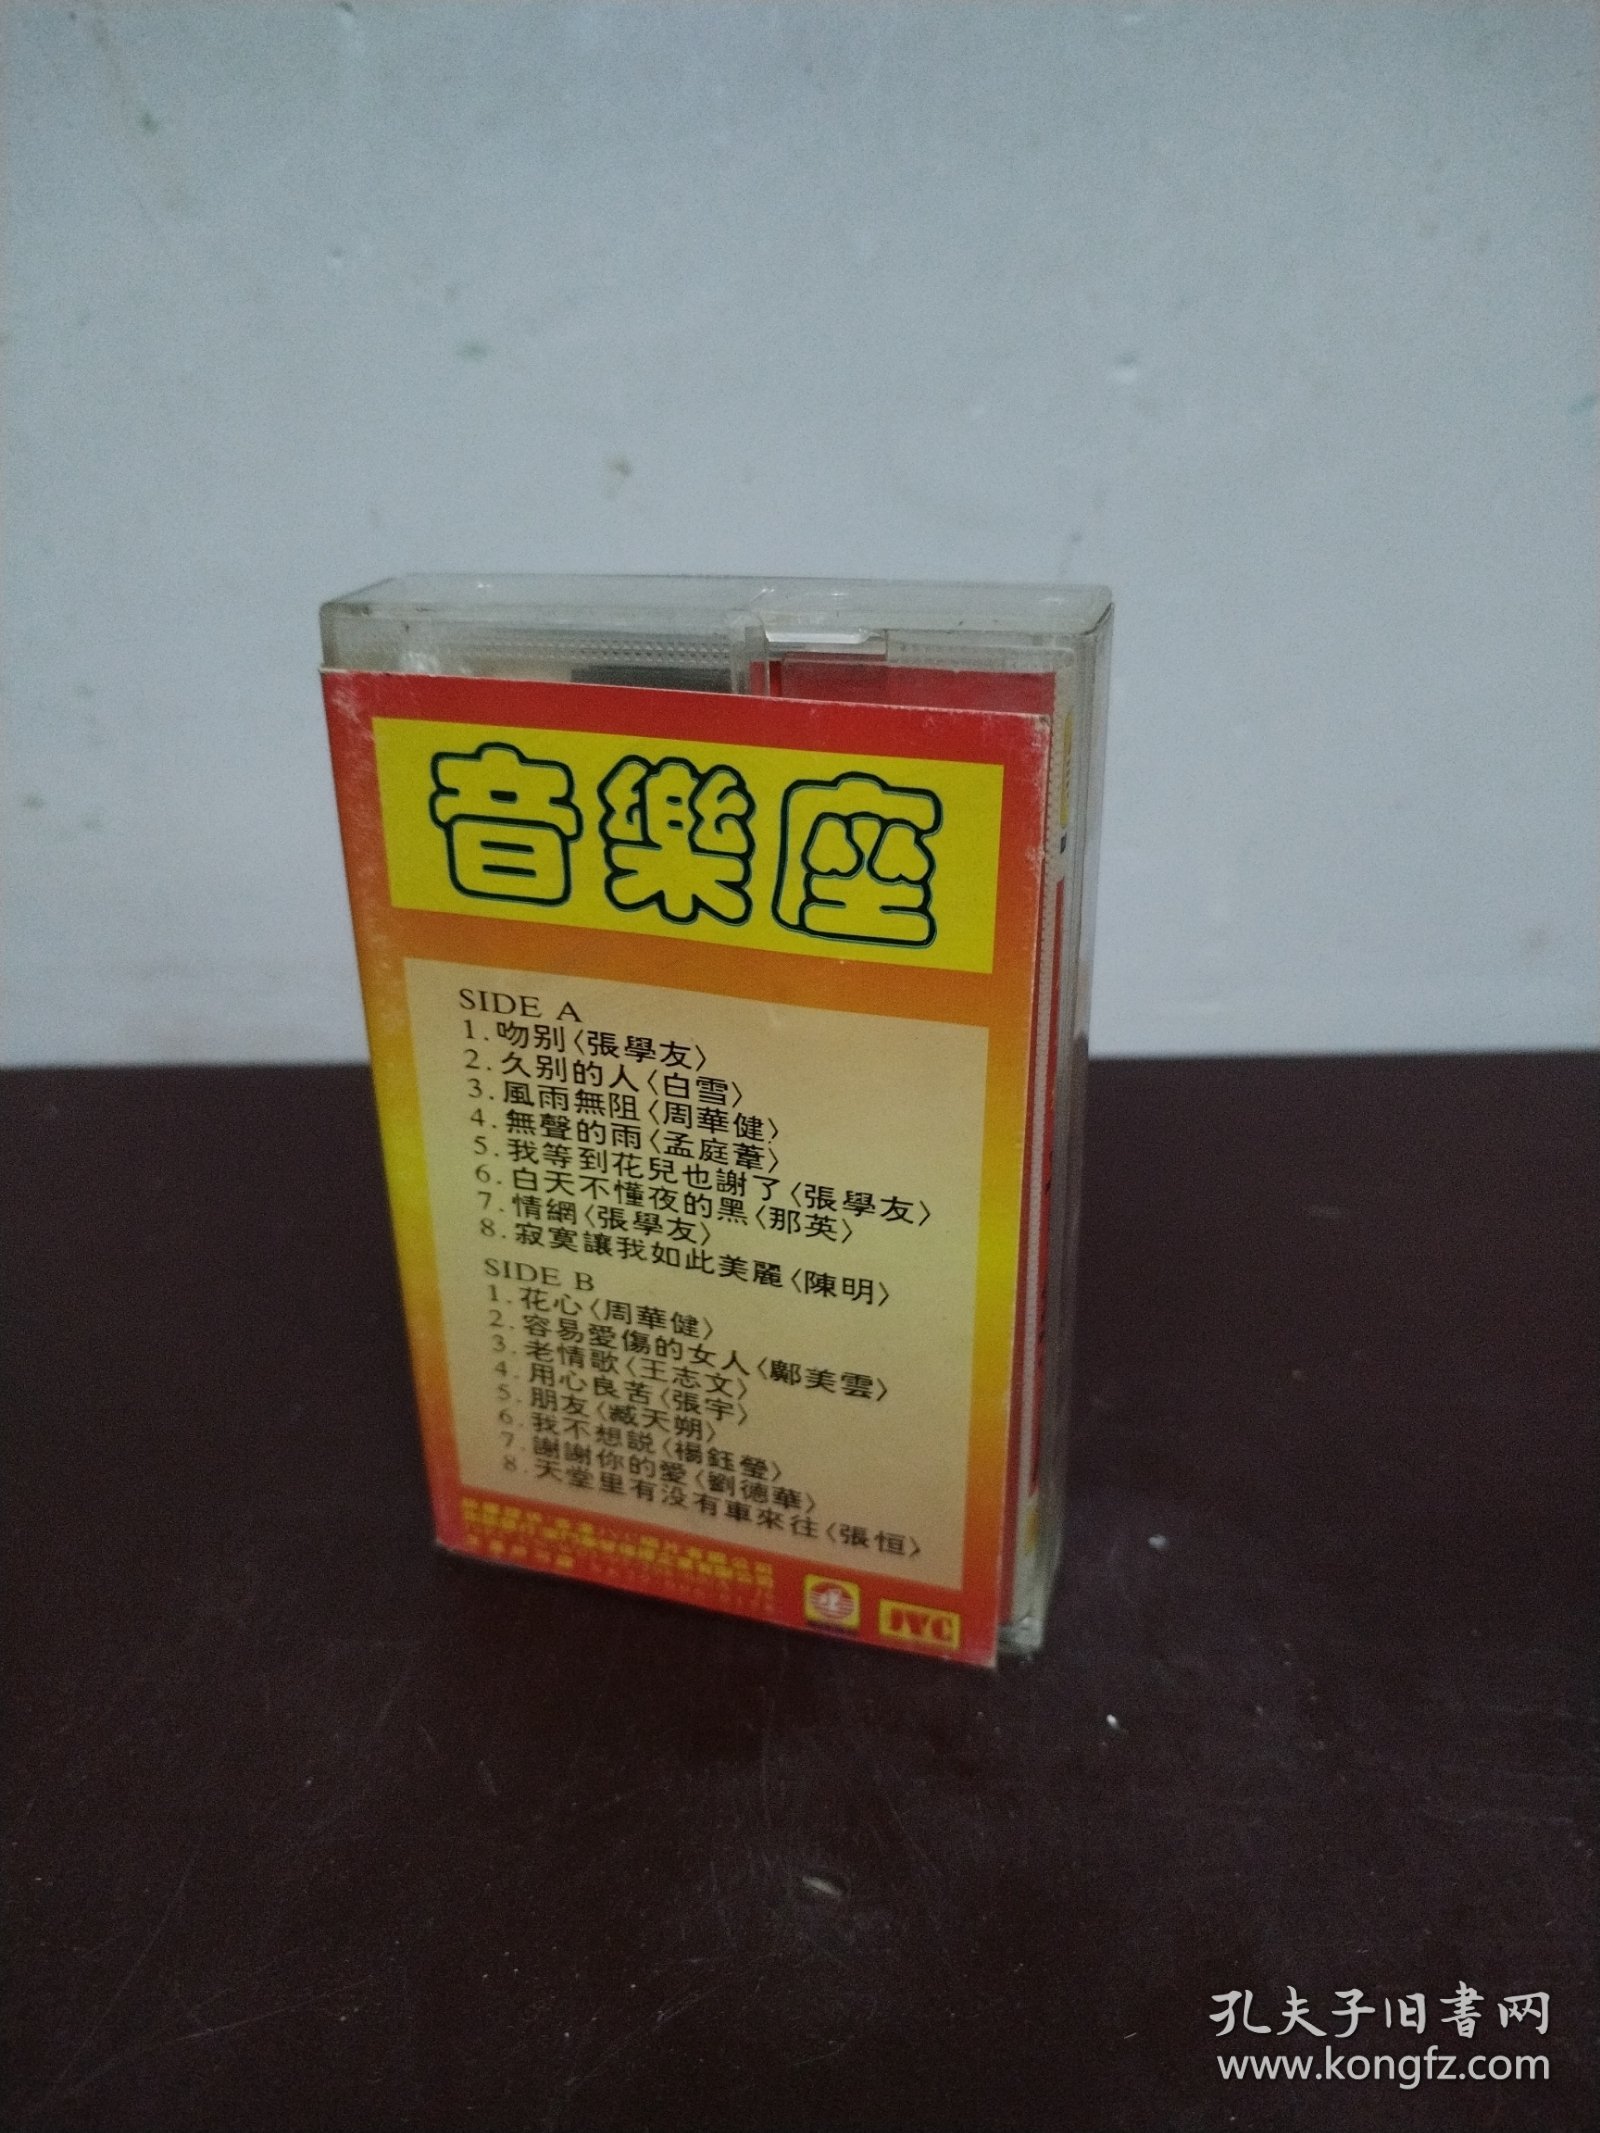 音樂座
SIDE A
1.吻别〈張學友〉
2.久别的人〈白雪〉
3.風雨無阻〈周華健〉
4.無聲的雨〈孟庭葦〉
5.我等到花兒也謝了〈張學友〉
6.白天不懂夜的黑〈那英〉
7.情網〈張學友〉
8.寂寞讓我如此美麗〈陳明〉
SIDE B
1.花心〈周華健〉
2.容易愛傷的女人〈鄺美雲〉
3.老情歌〈王志文〉
4.用心良苦〈張宇〉
5.朋友〈臧天朔〉
6.我不想説〈楊鈺瑩〉
7.謝謝你的愛〈劉德華〉
8.天堂里有没有車來往〈張恒〉
JVC
孔夫子旧書网
www.kongfz.com